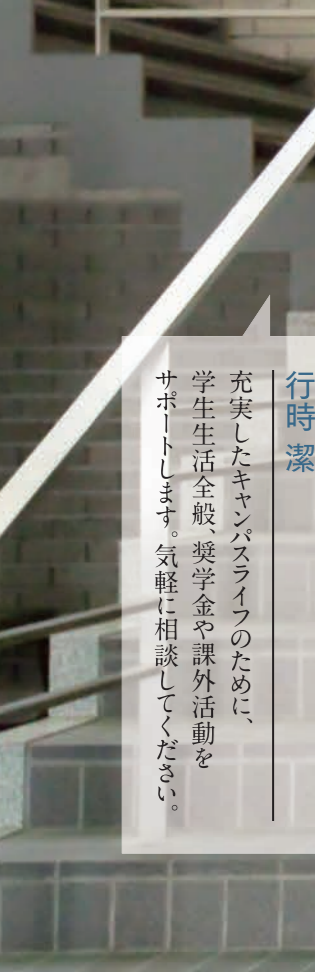 行時 潔
充実したキャンパスライフのために、
学生生活全般、奨学金や課外活動を
サポートします。気軽に相談してください。